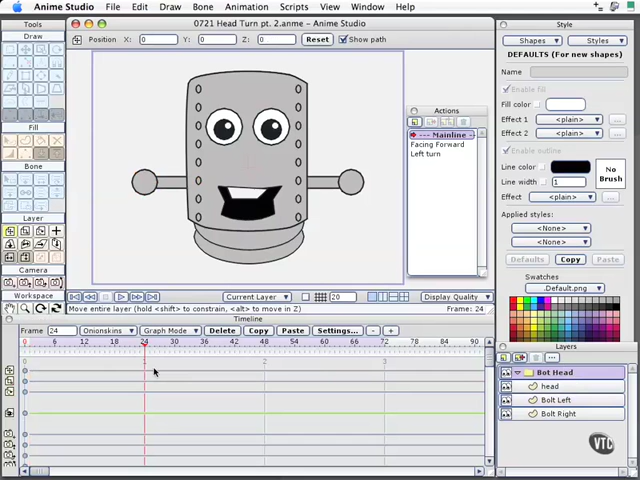 Anime Studio File Edit Draw Bone Animation Scripts View Window Help
0721 Head Turn pt. 2.anme - Anime Studio
Position X: 0 Y: 0 Z: 0 Reset Show path
Tools
Draw
Fill
Layer
Camera
Workspace
Actions
--- Mainline ---
Facing Forward
Left turn
Style
Shapes Styles
DEFAULTS (For new shapes)
Name
Enable fill
Fill color
Effect 1 <plain> ...
Effect 2 <plain> ...
Enable outline
Line color
Line width 1
No Brush
Effect <plain> ...
Applied styles:
<None>
<None>
Defaults Copy Paste
Swatches
.Default.png
Current Layer 20 Display Quality
Move entire layer (hold <shift> to constrain, <alt> to move in Z) Frame: 24
Timeline
Frame 24 Onionskins Graph Mode Delete Copy Paste Settings... - +
0 6 12 18 24 30 36 42 48 54 60 66 72 78 84 90
0 1 2 3
Layers
Bot Head
head
Bolt Left
Bolt Right
VTC